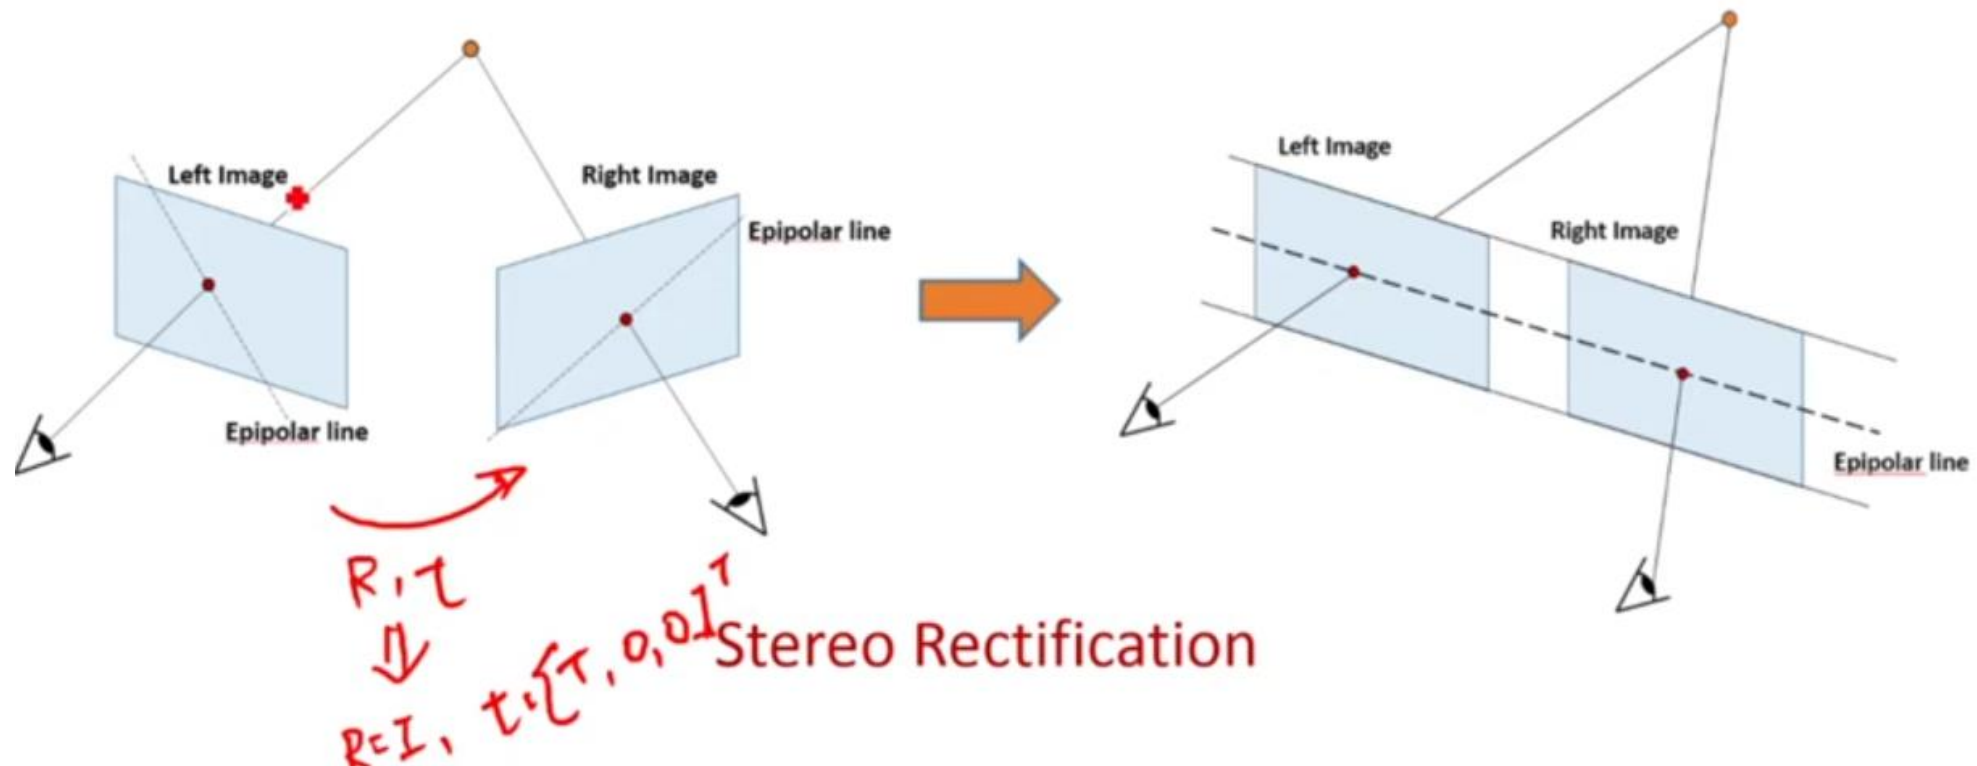 Left Image
Right Image
Epipolar line
Epipolar line
R, t
⇓
R=I, t:[T, 0, 0]ᵀ
Left Image
Right Image
Epipolar line
Stereo Rectification